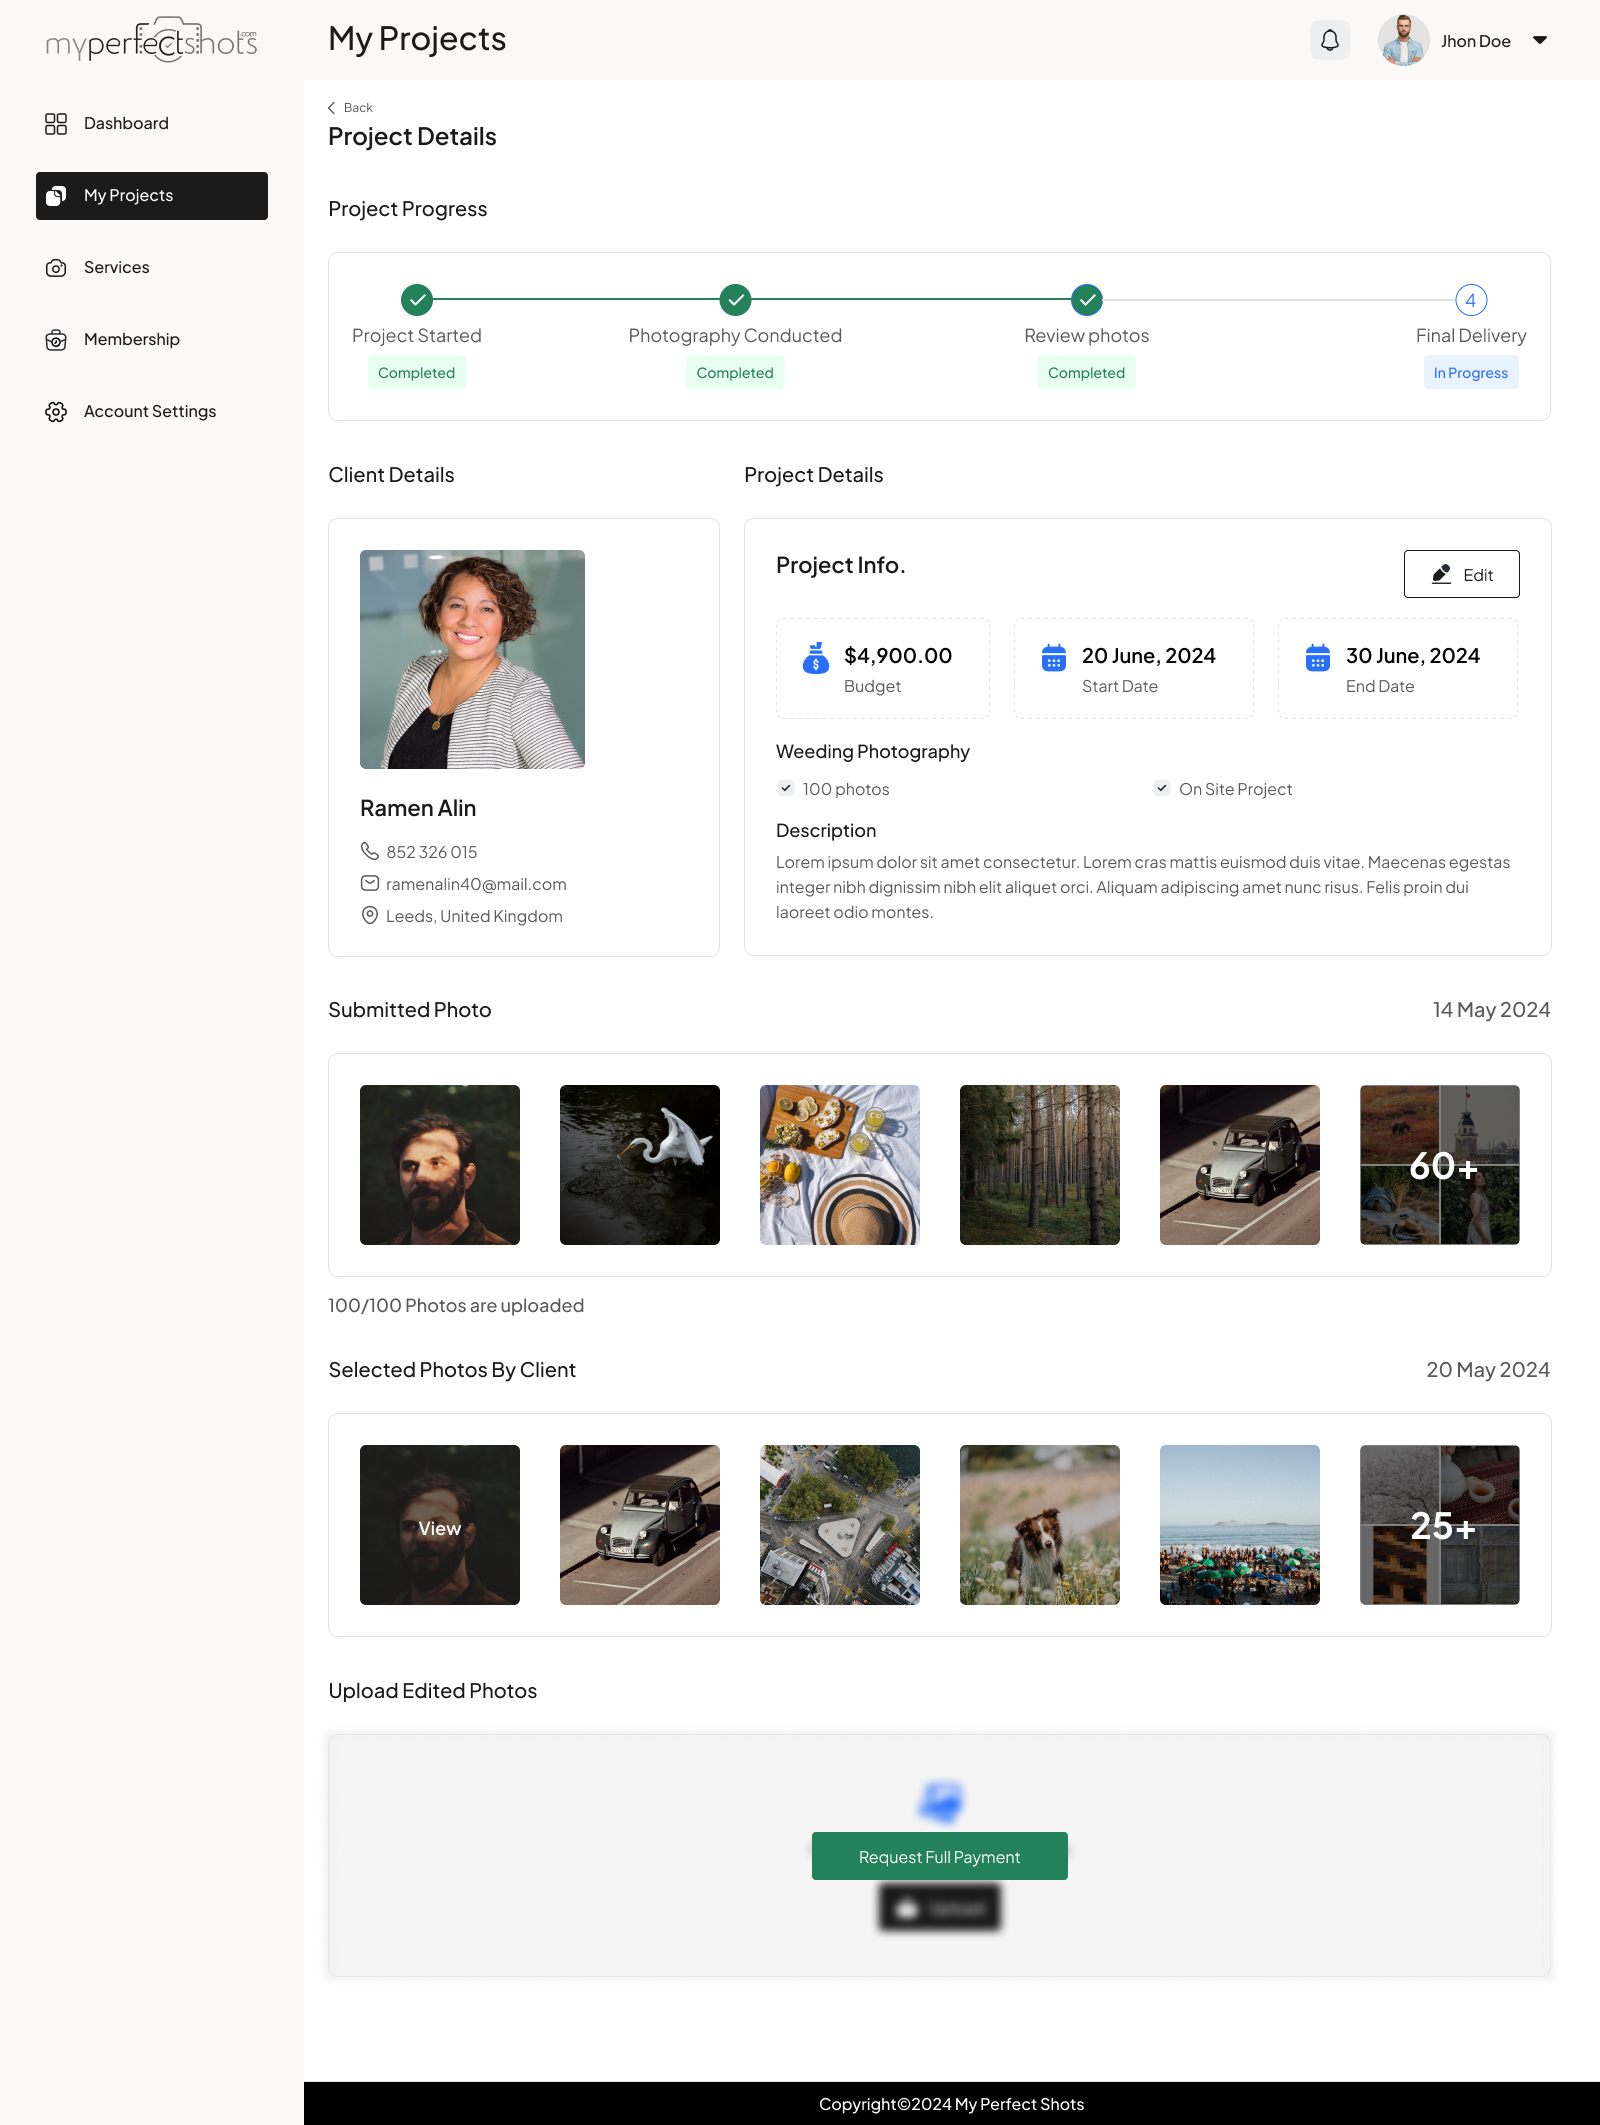 myperfectshots
.com
My Projects
Jhon Doe
Dashboard
My Projects
Services
Membership
Account Settings
Back
Project Details
Project Progress
4
Project Started
Photography Conducted
Review photos
Final Delivery
Completed
Completed
Completed
In Progress
Client Details
Project Details
Ramen Alin
852 326 015
ramenalin40@mail.com
Leeds, United Kingdom
Project Info.
Edit
$4,900.00
Budget
20 June, 2024
Start Date
30 June, 2024
End Date
Weeding Photography
100 photos
On Site Project
Description
Lorem ipsum dolor sit amet consectetur. Lorem cras mattis euismod duis vitae. Maecenas egestas
integer nibh dignissim nibh elit aliquet orci. Aliquam adipiscing amet nunc risus. Felis proin dui
laoreet odio montes.
Submitted Photo
14 May 2024
60+
100/100 Photos are uploaded
Selected Photos By Client
20 May 2024
View
25+
Upload Edited Photos
Request Full Payment
Upload
Copyright©2024 My Perfect Shots